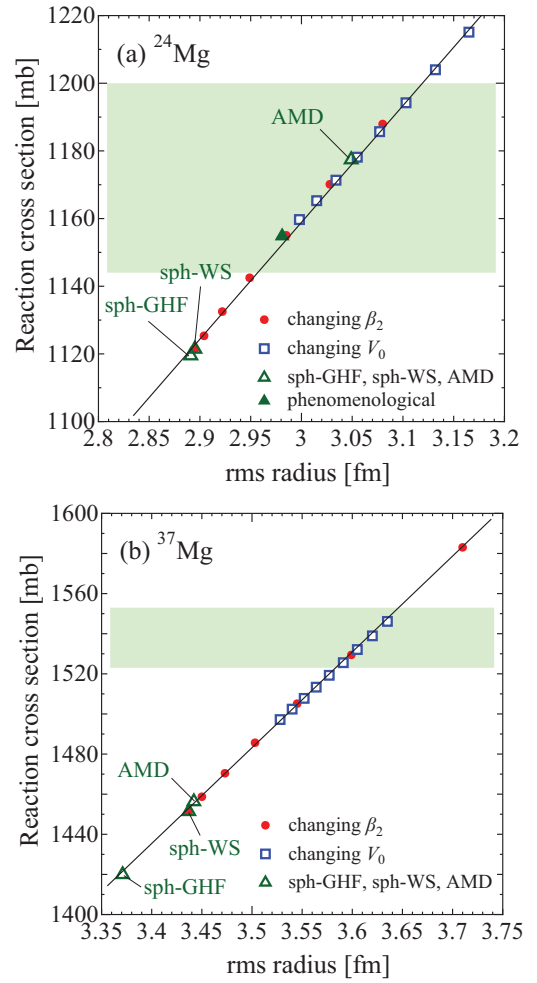 (a) ²⁴Mg
Reaction cross section [mb]
1220
1200
1180
1160
1140
1120
1100
AMD
sph-WS
sph-GHF
changing β₂
changing V₀
sph-GHF, sph-WS, AMD
phenomenological
2.8 2.85 2.9 2.95 3 3.05 3.1 3.15 3.2
rms radius [fm]
(b) ³⁷Mg
Reaction cross section [mb]
1600
1560
1520
1480
1440
1400
AMD
sph-WS
sph-GHF
changing β₂
changing V₀
sph-GHF, sph-WS, AMD
3.35 3.4 3.45 3.5 3.55 3.6 3.65 3.7 3.75
rms radius [fm]